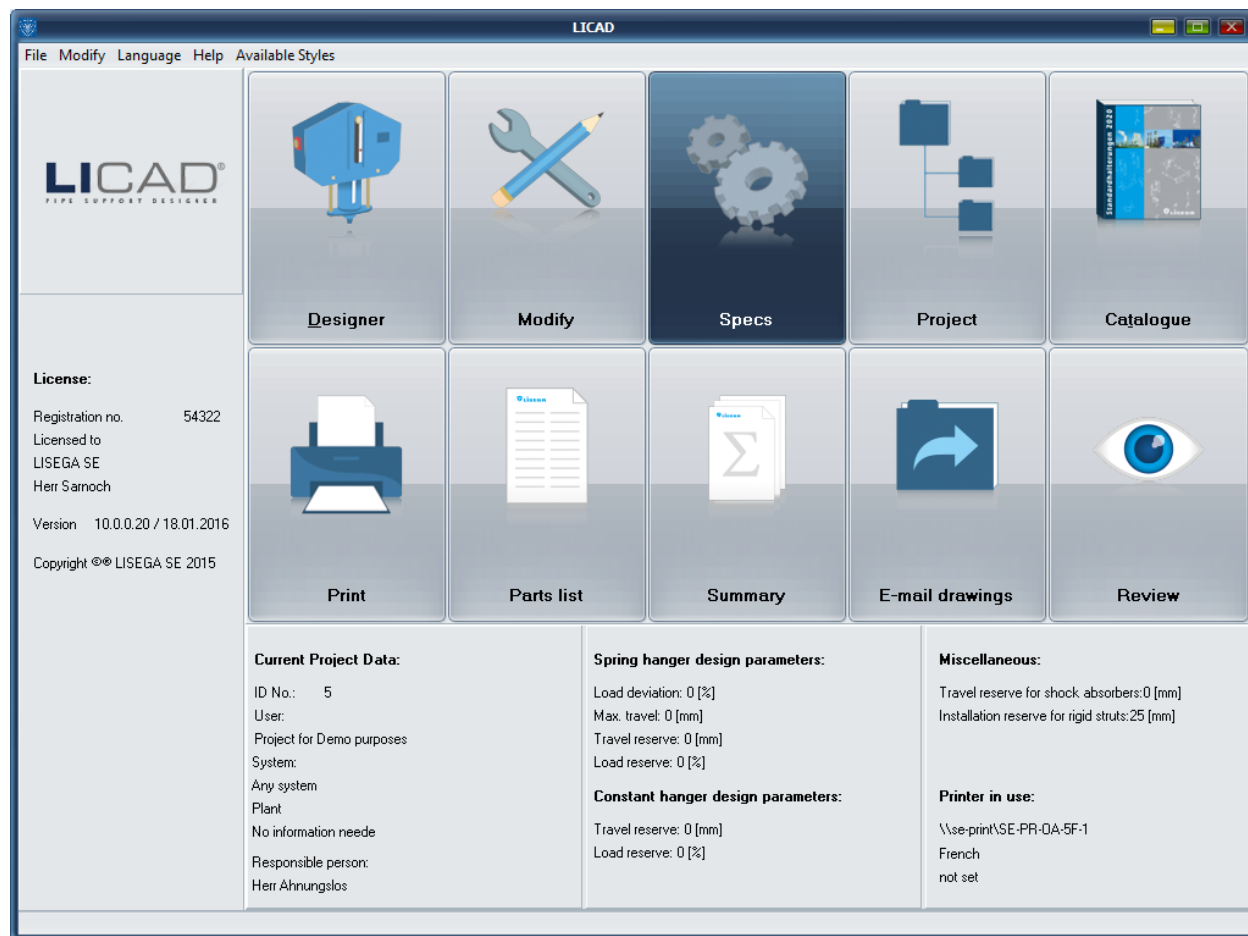 LICAD
File Modify Language Help Available Styles
LICAD®
PIPE SUPPORT DESIGNER
Designer
Modify
Specs
Project
Standardhalterungen 2020
LISEGA
Catalogue
LISEGA
LISEGA
Σ
Print
Parts list
Summary
E-mail drawings
Review
License:
Registration no. 54322
Licensed to
LISEGA SE
Herr Sarnoch
Version 10.0.0.20 / 18.01.2016
Copyright ©® LISEGA SE 2015
Current Project Data:
ID No.: 5
User:
Project for Demo purposes
System:
Any system
Plant
No information neede
Responsible person:
Herr Ahnungslos
Spring hanger design parameters:
Load deviation: 0 [%]
Max. travel: 0 [mm]
Travel reserve: 0 [mm]
Load reserve: 0 [%]
Constant hanger design parameters:
Travel reserve: 0 [mm]
Load reserve: 0 [%]
Miscellaneous:
Travel reserve for shock absorbers:0 [mm]
Installation reserve for rigid struts:25 [mm]
Printer in use:
\\se-print\SE-PR-OA-5F-1
French
not set